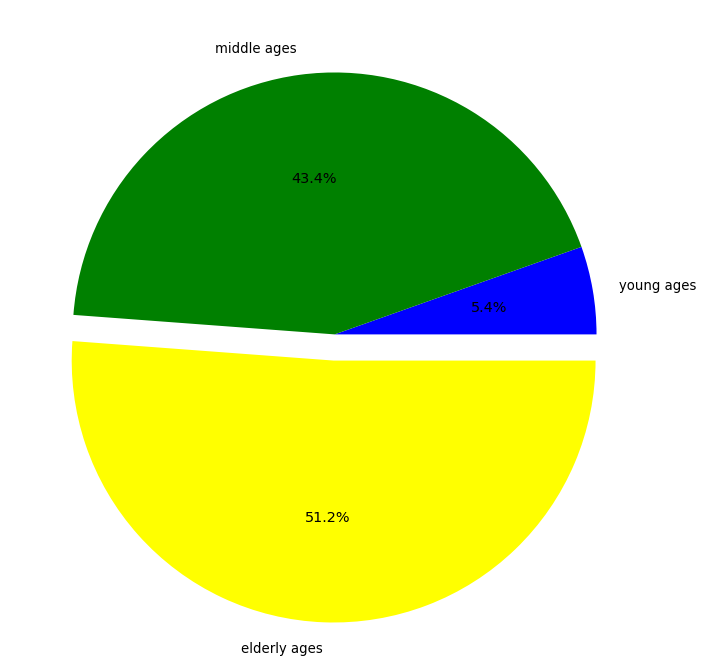 middle ages
43.4%
young ages
5.4%
51.2%
elderly ages